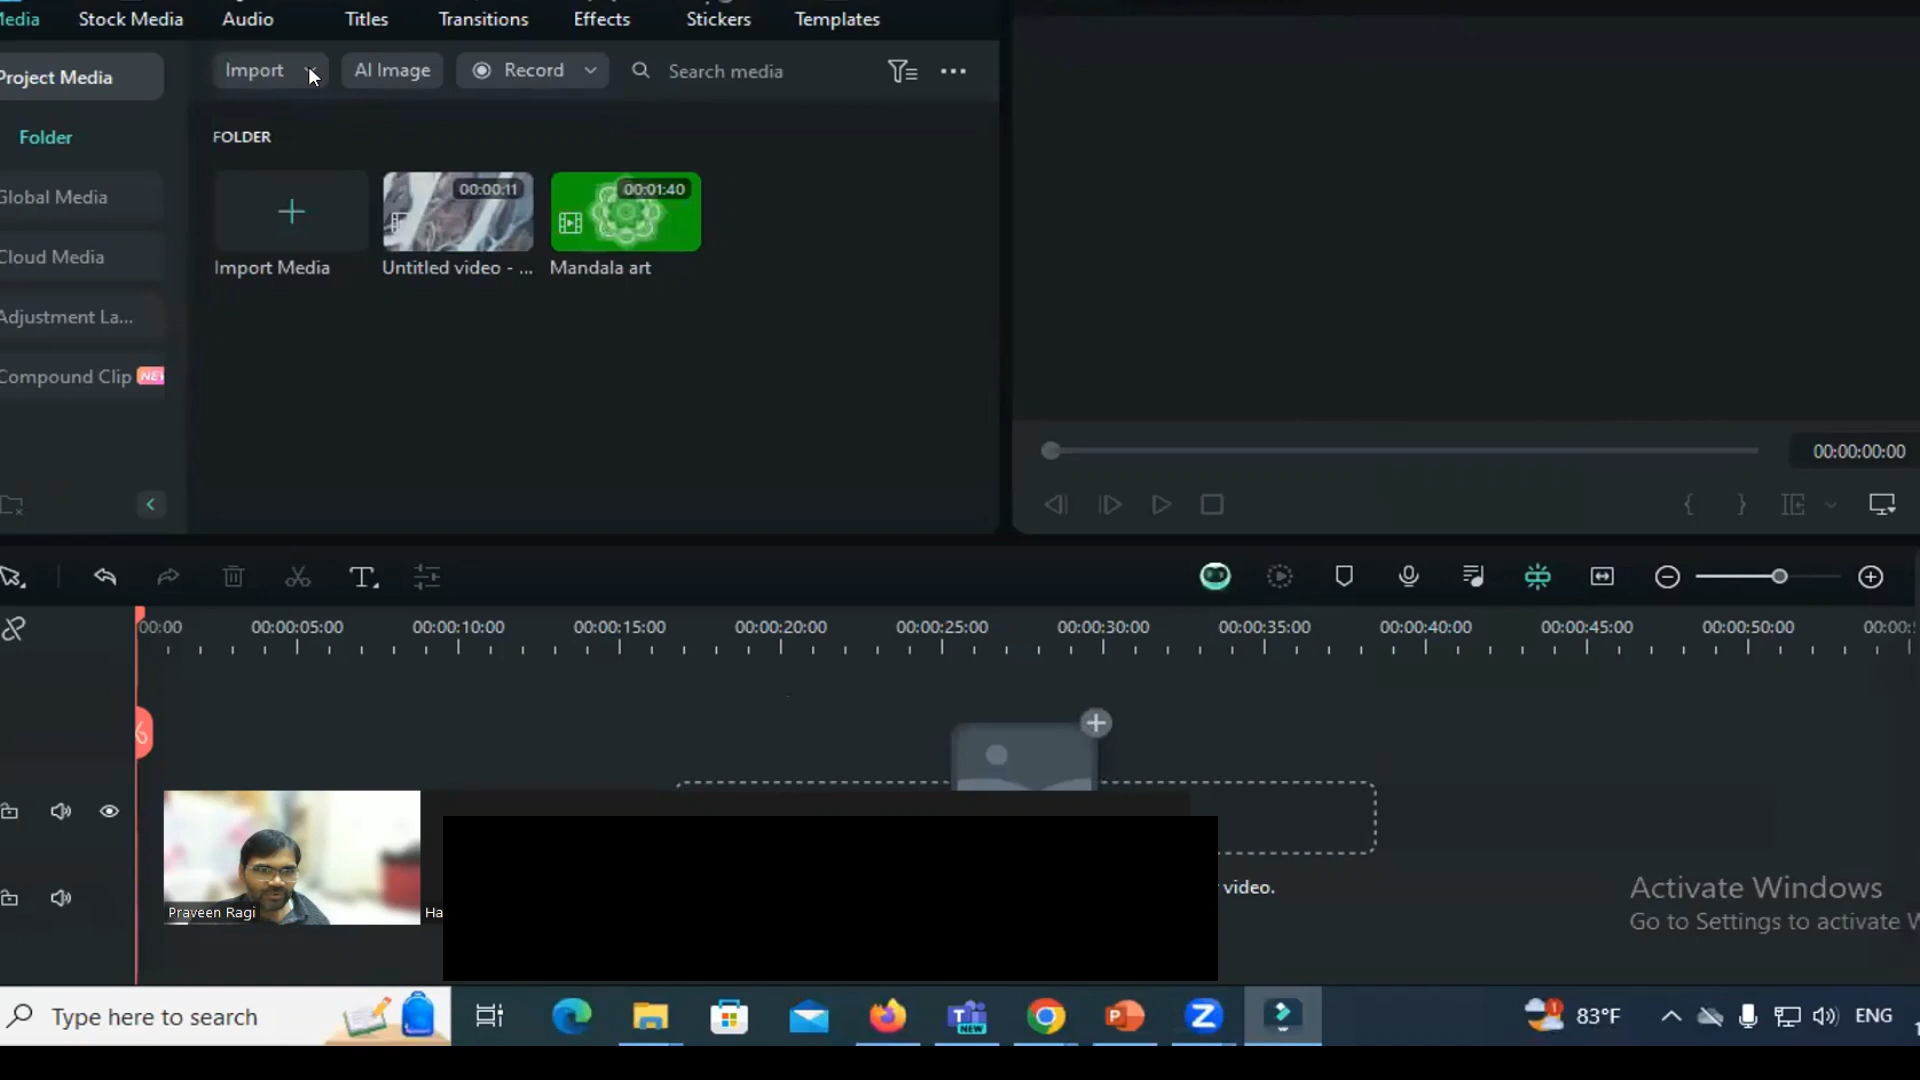 Media Stock Media Audio Titles Transitions Effects Stickers Templates
Project Media
Import AI Image Record Search media
Folder
FOLDER
Global Media
00:00:11
00:01:40
Cloud Media
Import Media Untitled video - ... Mandala art
Adjustment La...
Compound Clip NEW
00:00:00:00
00:00 00:00:05:00 00:00:10:00 00:00:15:00 00:00:20:00 00:00:25:00 00:00:30:00 00:00:35:00 00:00:40:00 00:00:45:00 00:00:50:00 00:00:
video.
Activate Windows
Go to Settings to activate W
Praveen Ragi
Ha
Type here to search
NEW
83°F
ENG